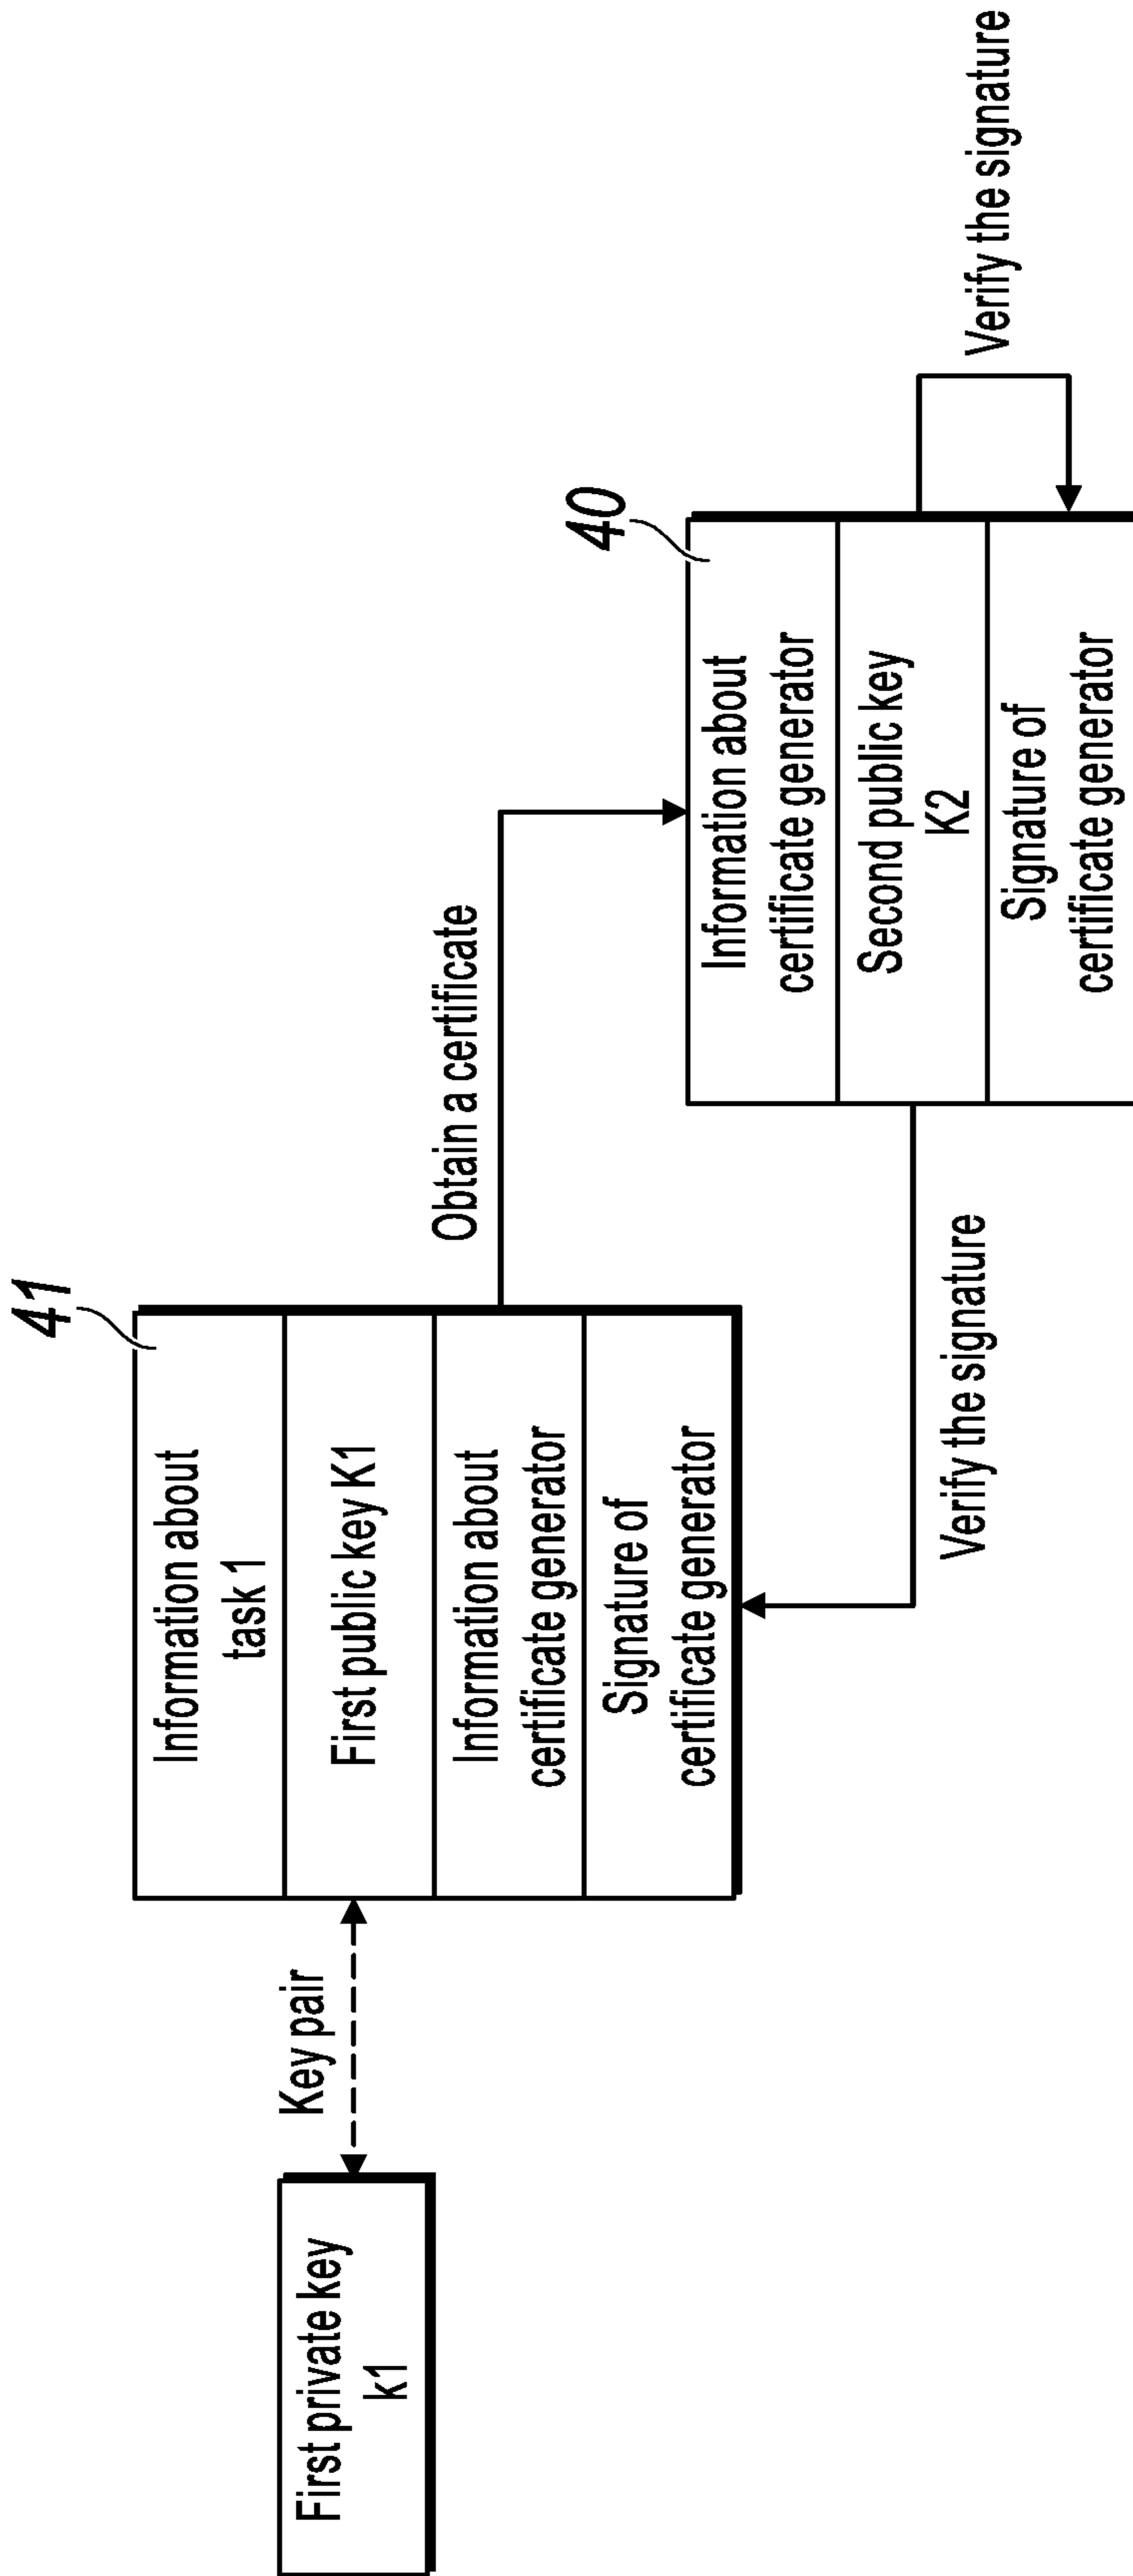 First private key
k1
Key pair
41
Information about
task 1
First public key K1
Information about
certificate generator
Signature of
certificate generator
Obtain a certificate
Verify the signature
40
Information about
certificate generator
Second public key
K2
Signature of
certificate generator
Verify the signature